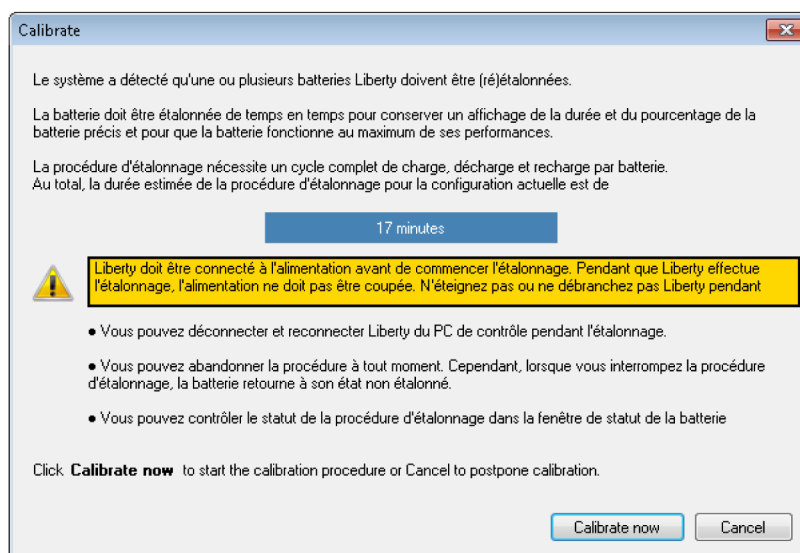 Calibrate
Le système a détecté qu'une ou plusieurs batteries Liberty doivent être (ré)étalonnées.
La batterie doit être étalonnée de temps en temps pour conserver un affichage de la durée et du pourcentage de la
batterie précis et pour que la batterie fonctionne au maximum de ses performances.
La procédure d'étalonnage nécessite un cycle complet de charge, décharge et recharge par batterie.
Au total, la durée estimée de la procédure d'étalonnage pour la configuration actuelle est de
17 minutes
Liberty doit être connecté à l'alimentation avant de commencer l'étalonnage. Pendant que Liberty effectue
l'étalonnage, l'alimentation ne doit pas être coupée. N'éteignez pas ou ne débranchez pas Liberty pendant
● Vous pouvez déconnecter et reconnecter Liberty du PC de contrôle pendant l'étalonnage.
● Vous pouvez abandonner la procédure à tout moment. Cependant, lorsque vous interrompez la procédure
d'étalonnage, la batterie retourne à son état non étalonné.
● Vous pouvez contrôler le statut de la procédure d'étalonnage dans la fenêtre de statut de la batterie
Click Calibrate now to start the calibration procedure or Cancel to postpone calibration.
Calibrate now Cancel